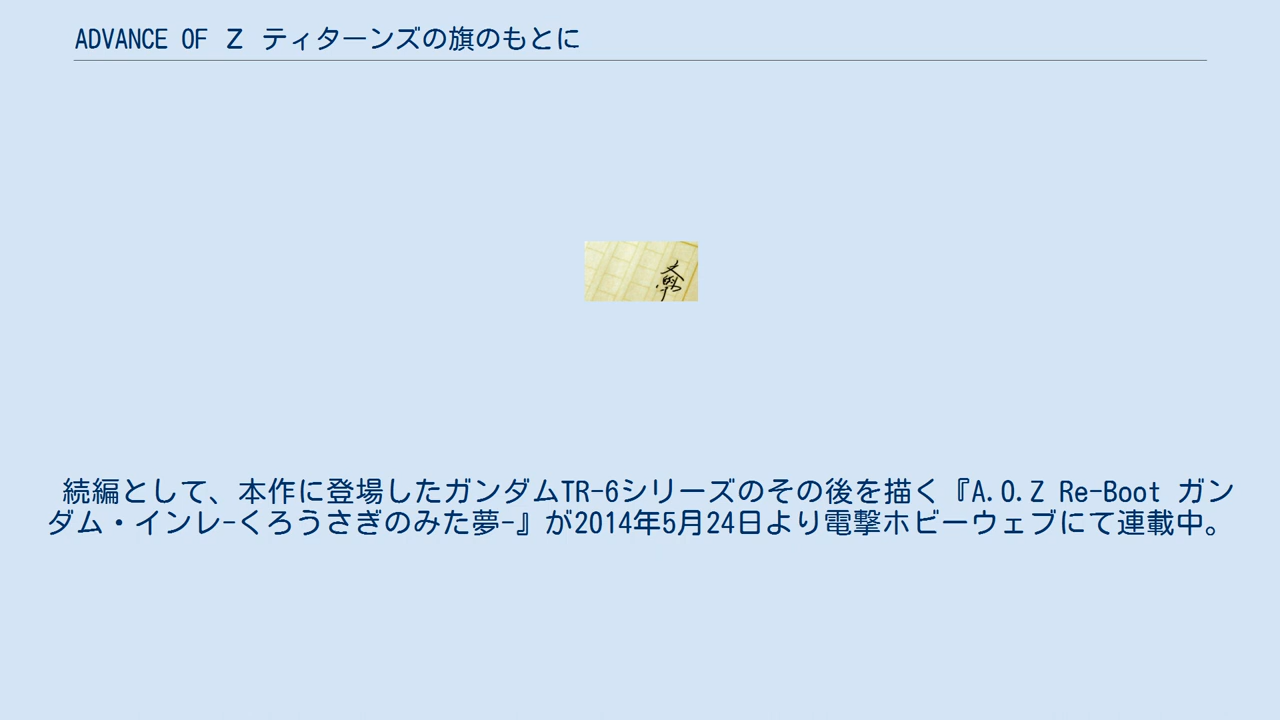 ADVANCE OF Ｚ ティターンズの旗のもとに
続編として、本作に登場したガンダムTR-6シリーズのその後を描く『A.O.Z Re-Boot ガン
ダム・インレ-くろうさぎのみた夢-』が2014年5月24日より電撃ホビーウェブにて連載中。